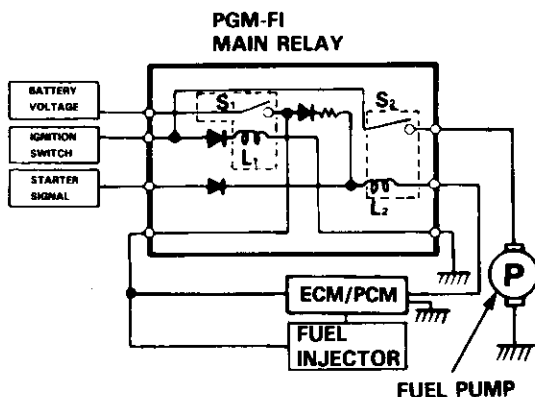 PGM-FI
MAIN RELAY
BATTERY
VOLTAGE
IGNITION
SWITCH
STARTER
SIGNAL
S1
L1
S2
L2
ECM/PCM
FUEL
INJECTOR
P
FUEL PUMP